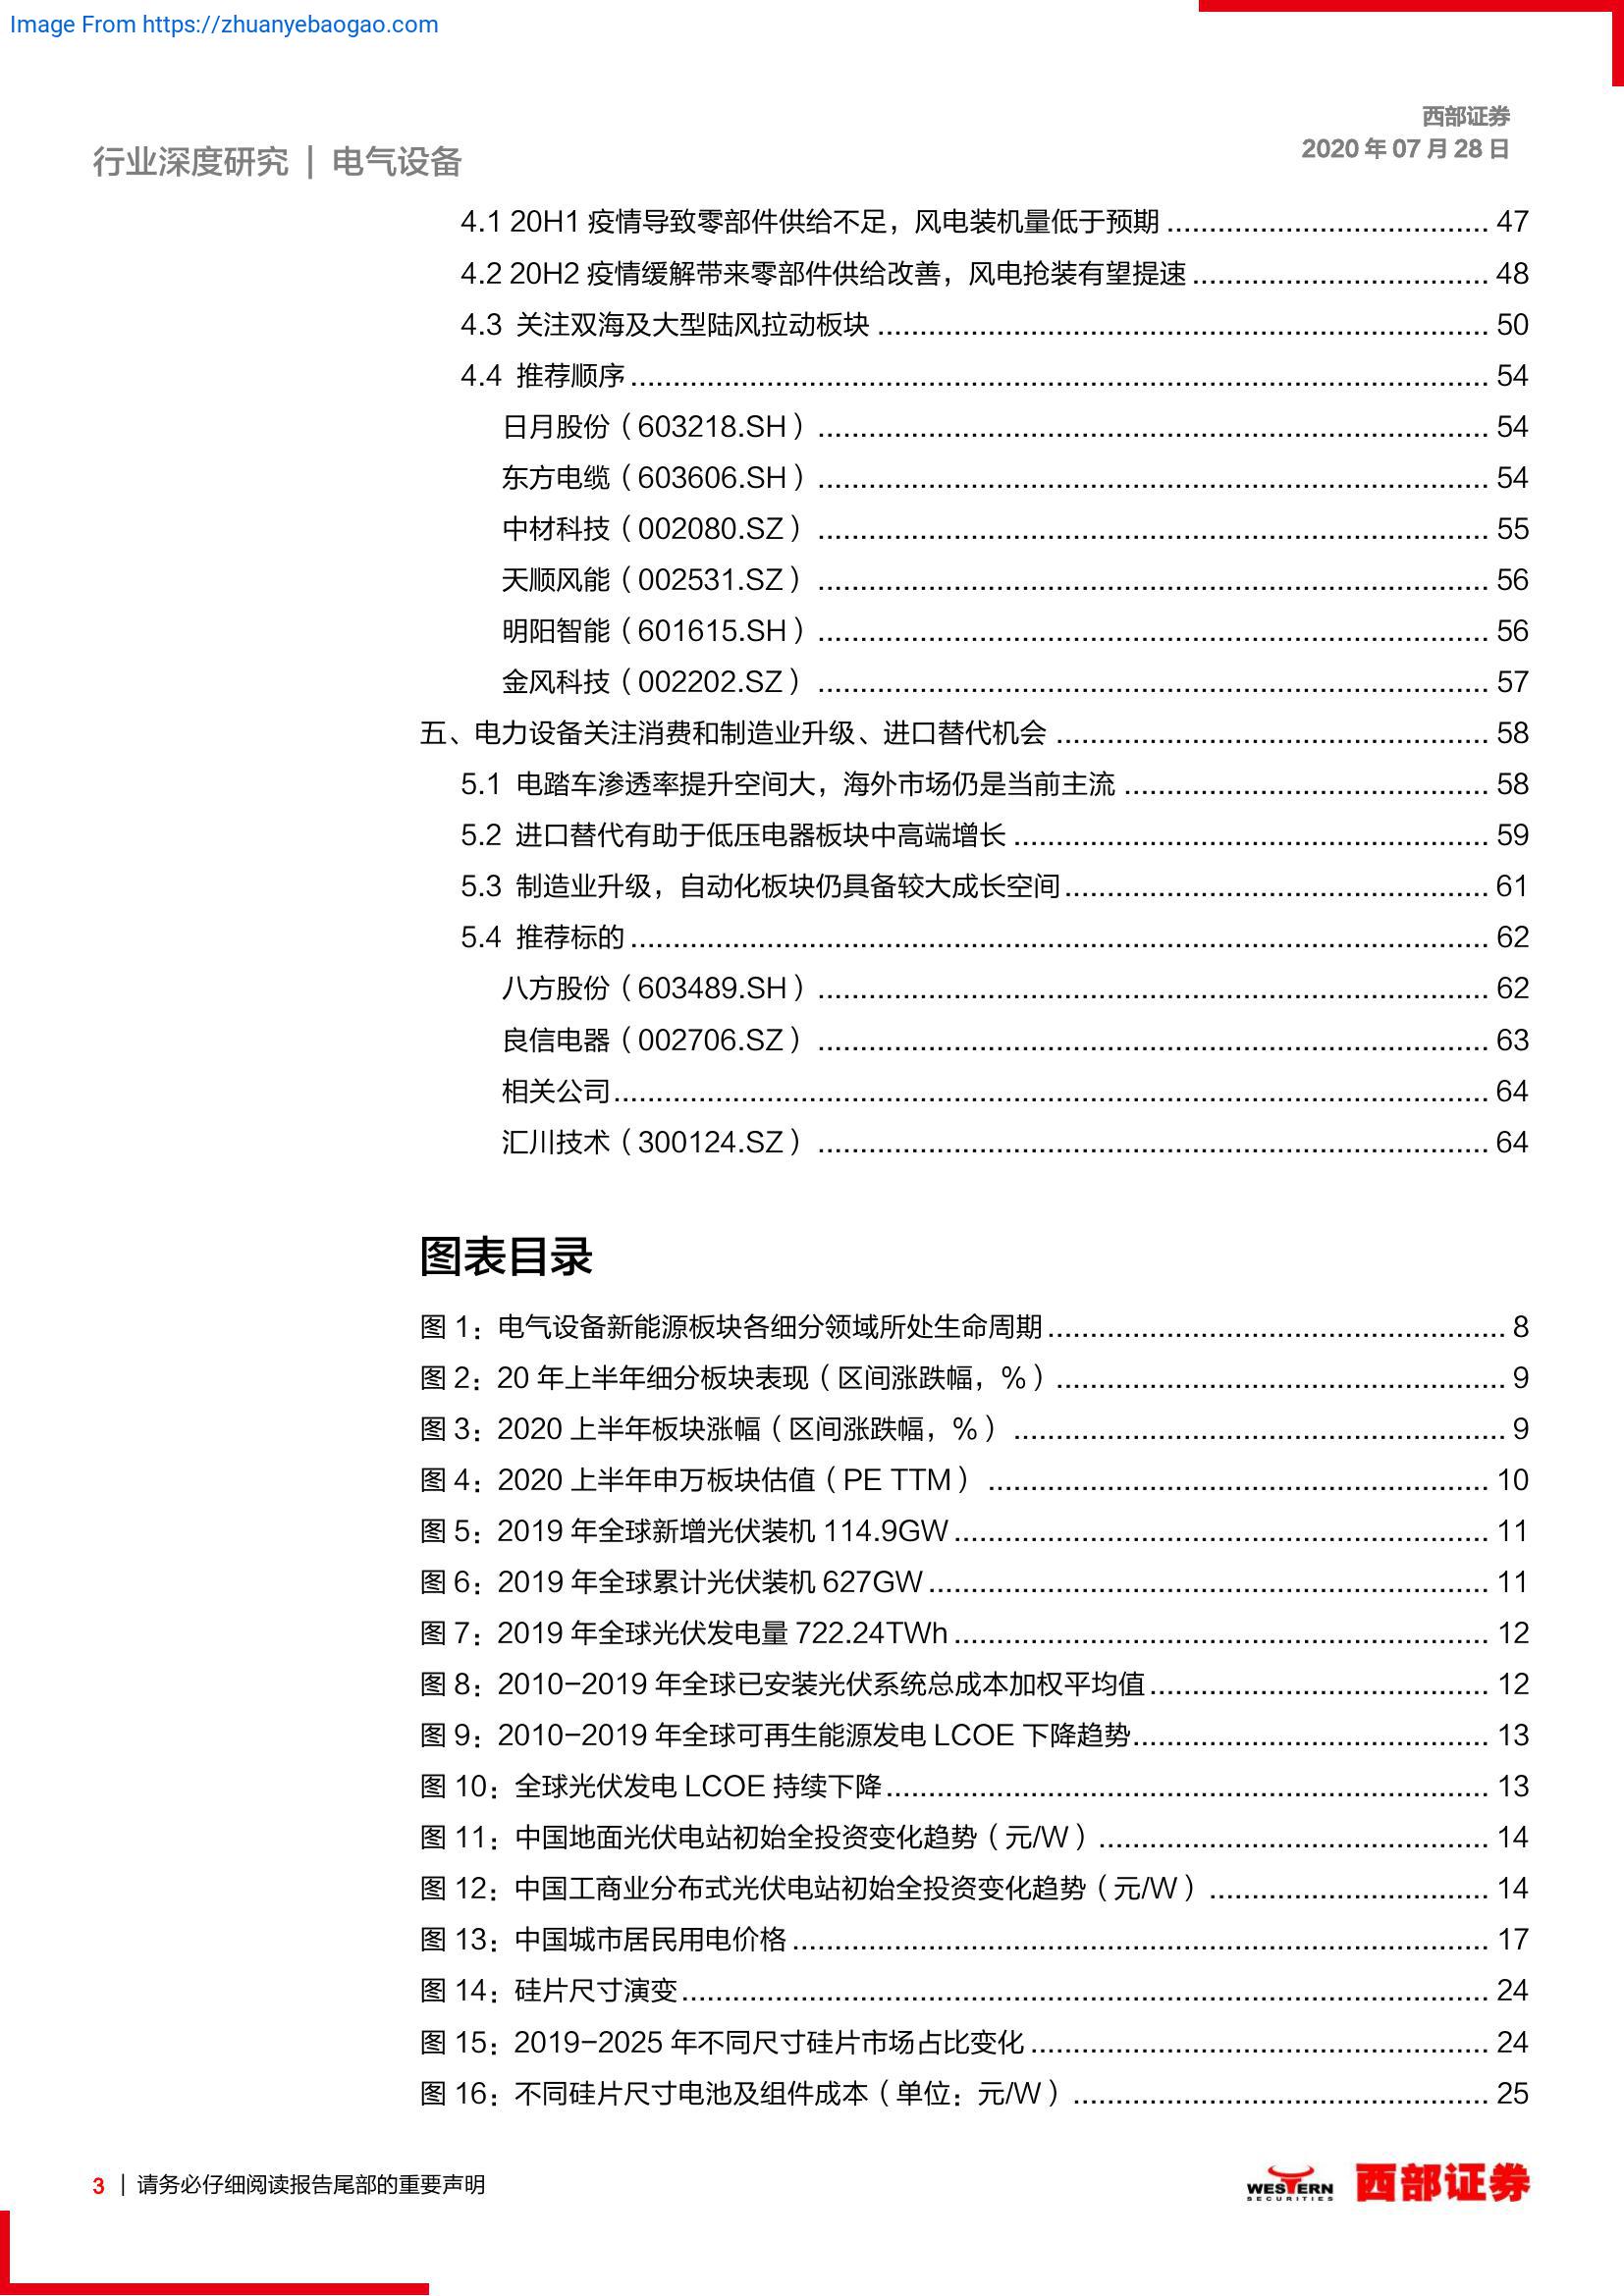 Image From https://zhuanyebaogao.com
西部证券
2020 年 07 月 28 日
行业深度研究 | 电气设备
4.1 20H1 疫情导致零部件供给不足，风电装机量低于预期 ...................................... 47
4.2 20H2 疫情缓解带来零部件供给改善，风电抢装有望提速 ................................... 48
4.3 关注双海及大型陆风拉动板块 ........................................................................ 50
4.4 推荐顺序 ..................................................................................................... 54
日月股份（603218.SH） ............................................................................... 54
东方电缆（603606.SH） ............................................................................... 54
中材科技（002080.SZ） ............................................................................... 55
天顺风能（002531.SZ） ............................................................................... 56
明阳智能（601615.SH） ............................................................................... 56
金风科技（002202.SZ） ............................................................................... 57
五、电力设备关注消费和制造业升级、进口替代机会 ................................................... 58
5.1 电踏车渗透率提升空间大，海外市场仍是当前主流 ........................................... 58
5.2 进口替代有助于低压电器板块中高端增长 ........................................................ 59
5.3 制造业升级，自动化板块仍具备较大成长空间 .................................................. 61
5.4 推荐标的 ..................................................................................................... 62
八方股份（603489.SH） ............................................................................... 62
良信电器（002706.SZ） ............................................................................... 63
相关公司 ....................................................................................................... 64
汇川技术（300124.SZ） ............................................................................... 64
图表目录
图 1：电气设备新能源板块各细分领域所处生命周期 ...................................................... 8
图 2：20 年上半年细分板块表现（区间涨跌幅，%） ..................................................... 9
图 3：2020 上半年板块涨幅（区间涨跌幅，%） .......................................................... 9
图 4：2020 上半年申万板块估值（PE TTM） ........................................................... 10
图 5：2019 年全球新增光伏装机 114.9GW ............................................................... 11
图 6：2019 年全球累计光伏装机 627GW .................................................................. 11
图 7：2019 年全球光伏发电量 722.24TWh ............................................................... 12
图 8：2010-2019 年全球已安装光伏系统总成本加权平均值 ........................................ 12
图 9：2010-2019 年全球可再生能源发电 LCOE 下降趋势 .......................................... 13
图 10：全球光伏发电 LCOE 持续下降 ....................................................................... 13
图 11：中国地面光伏电站初始全投资变化趋势（元/W） .............................................. 14
图 12：中国工商业分布式光伏电站初始全投资变化趋势（元/W） ................................. 14
图 13：中国城市居民用电价格 .................................................................................. 17
图 14：硅片尺寸演变 ............................................................................................... 24
图 15：2019-2025 年不同尺寸硅片市场占比变化 ...................................................... 24
图 16：不同硅片尺寸电池及组件成本（单位：元/W） ................................................. 25
3 | 请务必仔细阅读报告尾部的重要声明
WESTERN
SECURITIES
西部证券